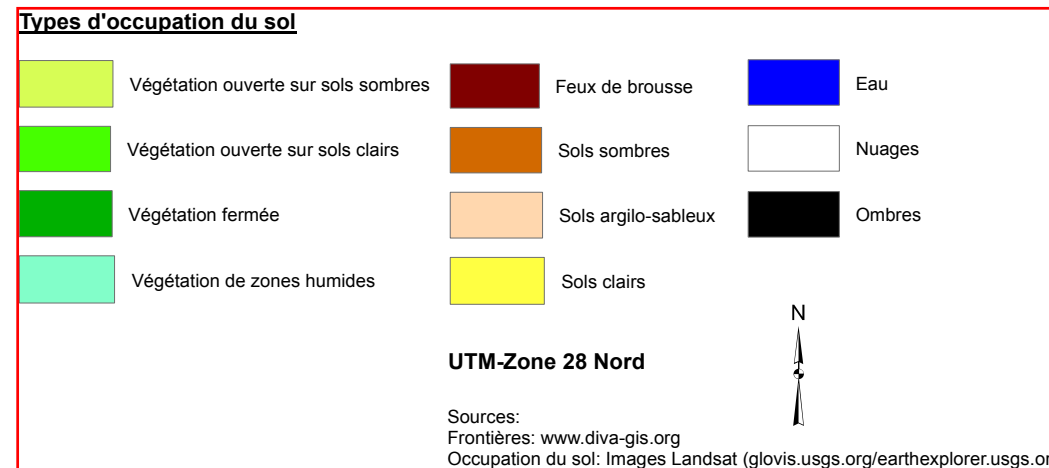 Types d'occupation du sol
Végétation ouverte sur sols sombres
Végétation ouverte sur sols clairs
Végétation fermée
Végétation de zones humides
Feux de brousse
Sols sombres
Sols argilo-sableux
Sols clairs
Eau
Nuages
Ombres
N
UTM-Zone 28 Nord
Sources:
Frontières: www.diva-gis.org
Occupation du sol: Images Landsat (glovis.usgs.org/earthexplorer.usgs.or